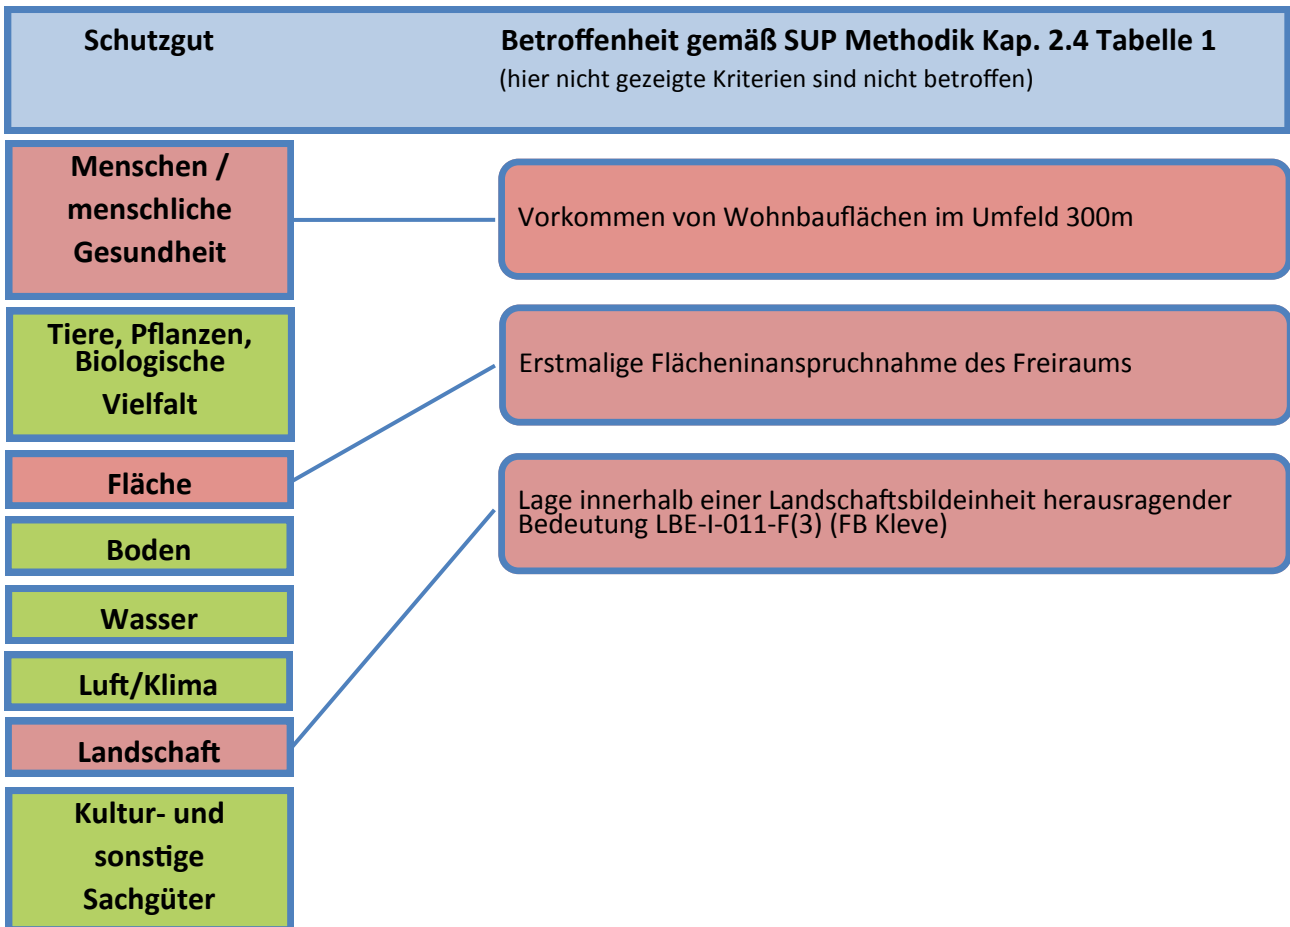 Schutzgut
Betroffenheit gemäß SUP Methodik Kap. 2.4 Tabelle 1
(hier nicht gezeigte Kriterien sind nicht betroffen)
Menschen /
menschliche
Gesundheit
Vorkommen von Wohnbauflächen im Umfeld 300m
Tiere, Pflanzen,
Biologische
Vielfalt
Erstmalige Flächeninanspruchnahme des Freiraums
Fläche
Lage innerhalb einer Landschaftsbildeinheit herausragender
Bedeutung LBE-I-011-F(3) (FB Kleve)
Boden
Wasser
Luft/Klima
Landschaft
Kultur- und
sonstige
Sachgüter